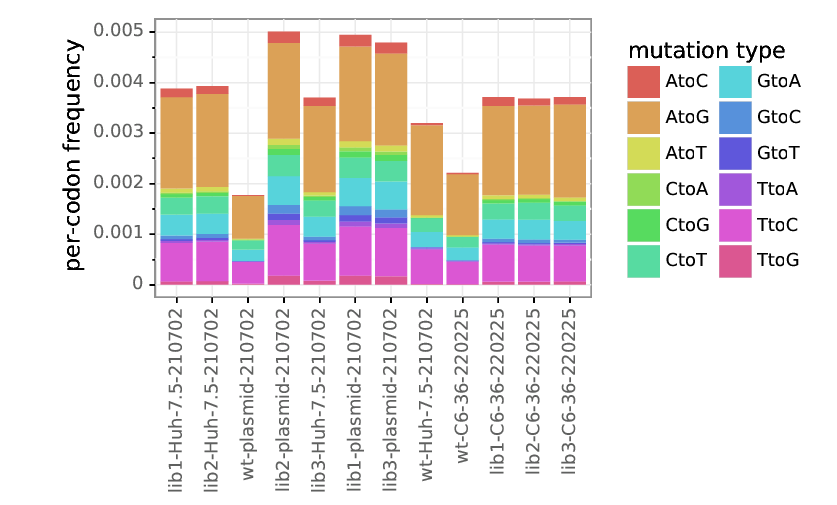 per-codon frequency
0.005
0.004
0.003
0.002
0.001
0
lib1-Huh-7.5-210702
lib2-Huh-7.5-210702
wt-plasmid-210702
lib2-plasmid-210702
lib3-Huh-7.5-210702
lib1-plasmid-210702
lib3-plasmid-210702
wt-Huh-7.5-210702
wt-C6-36-220225
lib1-C6-36-220225
lib2-C6-36-220225
lib3-C6-36-220225
mutation type
AtoC
AtoG
AtoT
CtoA
CtoG
CtoT
GtoA
GtoC
GtoT
TtoA
TtoC
TtoG